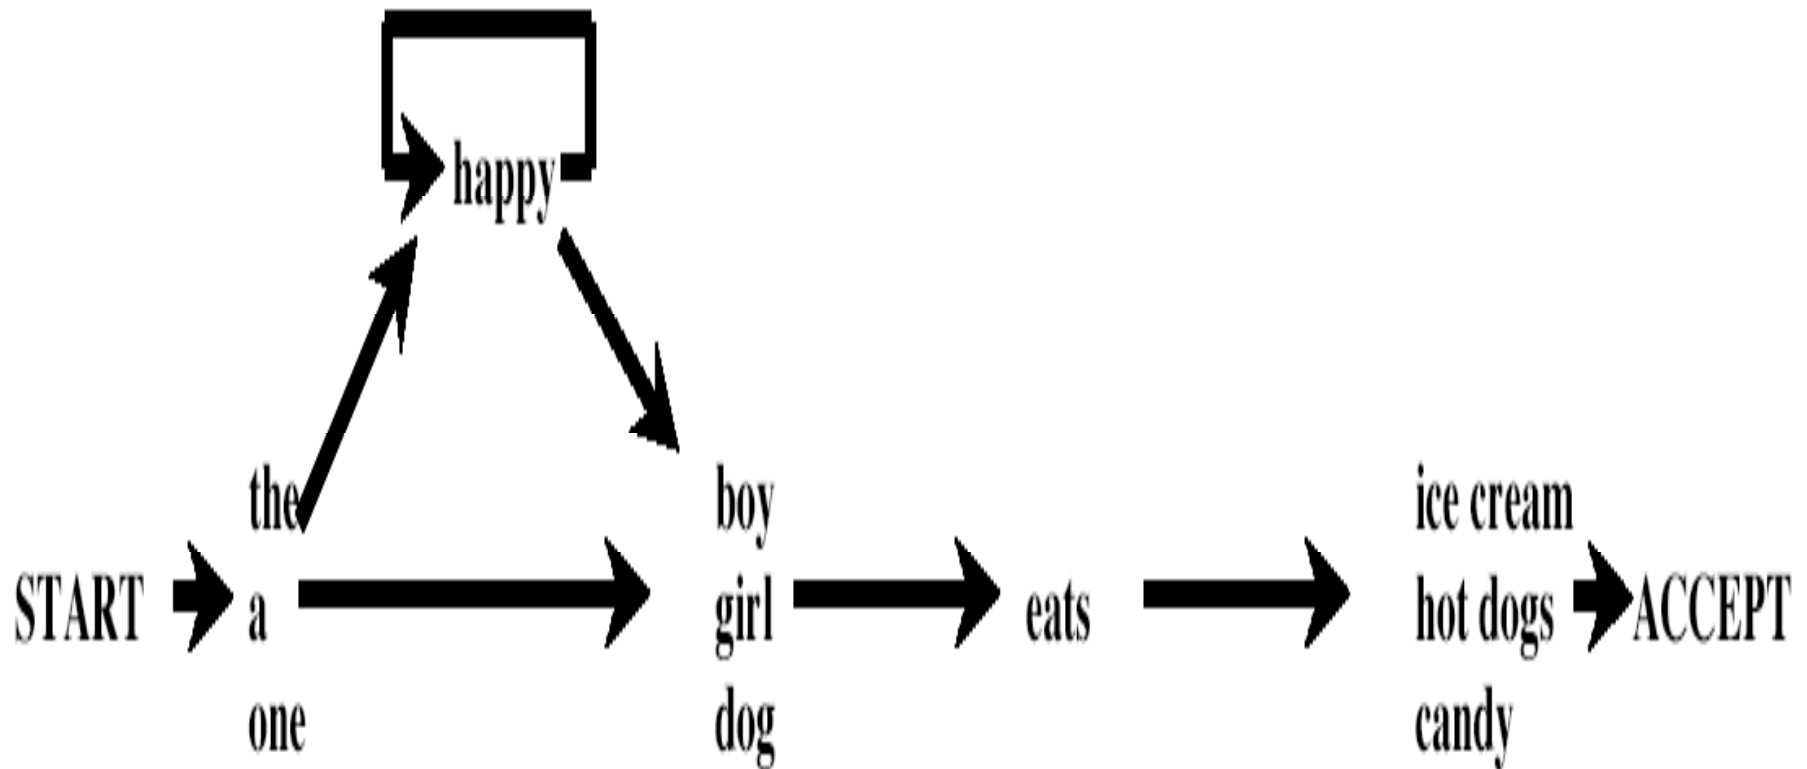 happy
the
boy
ice cream
START
a
girl
eats
hot dogs
ACCEPT
one
dog
candy